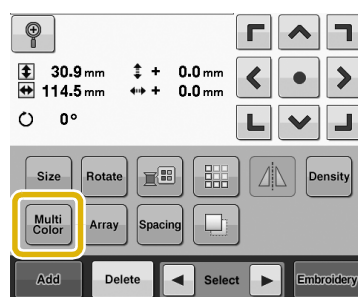 30.9 mm + 0.0 mm
114.5 mm + 0.0 mm
0°
Size Rotate Density
Multi
Color Array Spacing
Add Delete Select Embroidery